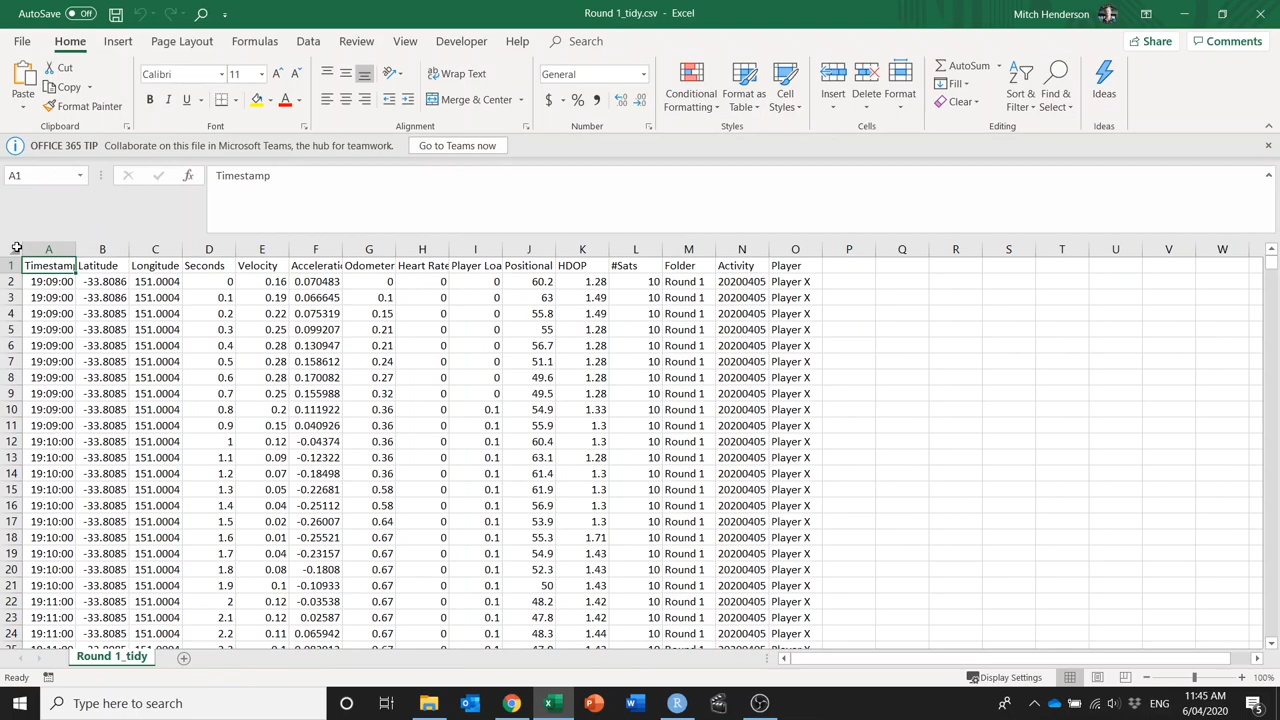 AutoSave Off Round 1_tidy.csv - Excel Mitch Henderson
File Home Insert Page Layout Formulas Data Review View Developer Help Search Share Comments
Paste Cut Copy Format Painter Calibri 11 A A B I U A Wrap Text Merge & Center General $ % , Conditional Formatting Format as Table Cell Styles Insert Delete Format AutoSum Fill Clear Sort & Filter Find & Select Ideas
Clipboard Font Alignment Number Styles Cells Editing Ideas
OFFICE 365 TIP Collaborate on this file in Microsoft Teams, the hub for teamwork. Go to Teams now
A1 fx Timestamp
A B C D E F G H I J K L M N O P Q R S T U V W
1 Timestamp Latitude Longitude Seconds Velocity Acceleratio Odometer Heart Rate Player Loa Positional HDOP #Sats Folder Activity Player
2 19:09:00 -33.8086 151.0004 0 0.16 0.070483 0 0 0 60.2 1.28 10 Round 1 20200405 Player X
3 19:09:00 -33.8086 151.0004 0.1 0.19 0.066645 0.1 0 0 63 1.49 10 Round 1 20200405 Player X
4 19:09:00 -33.8085 151.0004 0.2 0.22 0.075319 0.15 0 0 55.8 1.49 10 Round 1 20200405 Player X
5 19:09:00 -33.8085 151.0004 0.3 0.25 0.099207 0.21 0 0 55 1.28 10 Round 1 20200405 Player X
6 19:09:00 -33.8085 151.0004 0.4 0.28 0.130947 0.21 0 0 56.7 1.28 10 Round 1 20200405 Player X
7 19:09:00 -33.8085 151.0004 0.5 0.28 0.158612 0.24 0 0 51.1 1.28 10 Round 1 20200405 Player X
8 19:09:00 -33.8085 151.0004 0.6 0.28 0.170082 0.27 0 0 49.6 1.28 10 Round 1 20200405 Player X
9 19:09:00 -33.8085 151.0004 0.7 0.25 0.155988 0.32 0 0 49.5 1.28 10 Round 1 20200405 Player X
10 19:09:00 -33.8085 151.0004 0.8 0.2 0.111922 0.36 0 0.1 54.9 1.33 10 Round 1 20200405 Player X
11 19:09:00 -33.8085 151.0004 0.9 0.15 0.040926 0.36 0 0.1 55.9 1.3 10 Round 1 20200405 Player X
12 19:10:00 -33.8085 151.0004 1 0.12 -0.04374 0.36 0 0.1 60.4 1.3 10 Round 1 20200405 Player X
13 19:10:00 -33.8085 151.0004 1.1 0.09 -0.12322 0.36 0 0.1 63.1 1.28 10 Round 1 20200405 Player X
14 19:10:00 -33.8085 151.0004 1.2 0.07 -0.18498 0.36 0 0.1 61.4 1.3 10 Round 1 20200405 Player X
15 19:10:00 -33.8085 151.0004 1.3 0.05 -0.22681 0.58 0 0.1 61.9 1.3 10 Round 1 20200405 Player X
16 19:10:00 -33.8085 151.0004 1.4 0.04 -0.25112 0.58 0 0.1 56.9 1.3 10 Round 1 20200405 Player X
17 19:10:00 -33.8085 151.0004 1.5 0.02 -0.26007 0.64 0 0.1 53.9 1.3 10 Round 1 20200405 Player X
18 19:10:00 -33.8085 151.0004 1.6 0.01 -0.25521 0.67 0 0.1 52.3 1.71 10 Round 1 20200405 Player X
19 19:10:00 -33.8085 151.0004 1.7 0.04 -0.23157 0.67 0 0.1 54.9 1.43 10 Round 1 20200405 Player X
20 19:10:00 -33.8085 151.0004 1.8 0.08 -0.1808 0.67 0 0.1 55.3 1.43 10 Round 1 20200405 Player X
21 19:10:00 -33.8085 151.0004 1.9 0.1 -0.10933 0.67 0 0.1 50 1.43 10 Round 1 20200405 Player X
22 19:11:00 -33.8085 151.0004 2 0.12 -0.03538 0.67 0 0.1 48.2 1.42 10 Round 1 20200405 Player X
23 19:11:00 -33.8085 151.0004 2.1 0.12 0.02587 0.67 0 0.1 47.8 1.42 10 Round 1 20200405 Player X
24 19:11:00 -33.8085 151.0004 2.2 0.11 0.065942 0.67 0 0.1 48.3 1.44 10 Round 1 20200405 Player X
Round 1_tidy
Ready Display Settings 100%
Type here to search ENG 11:45 AM
6/04/2020 5